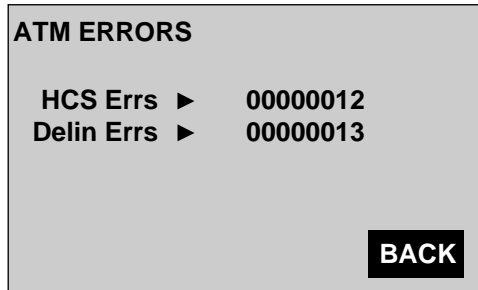 ATM ERRORS
HCS Errs ► 00000012
Delin Errs ► 00000013
BACK